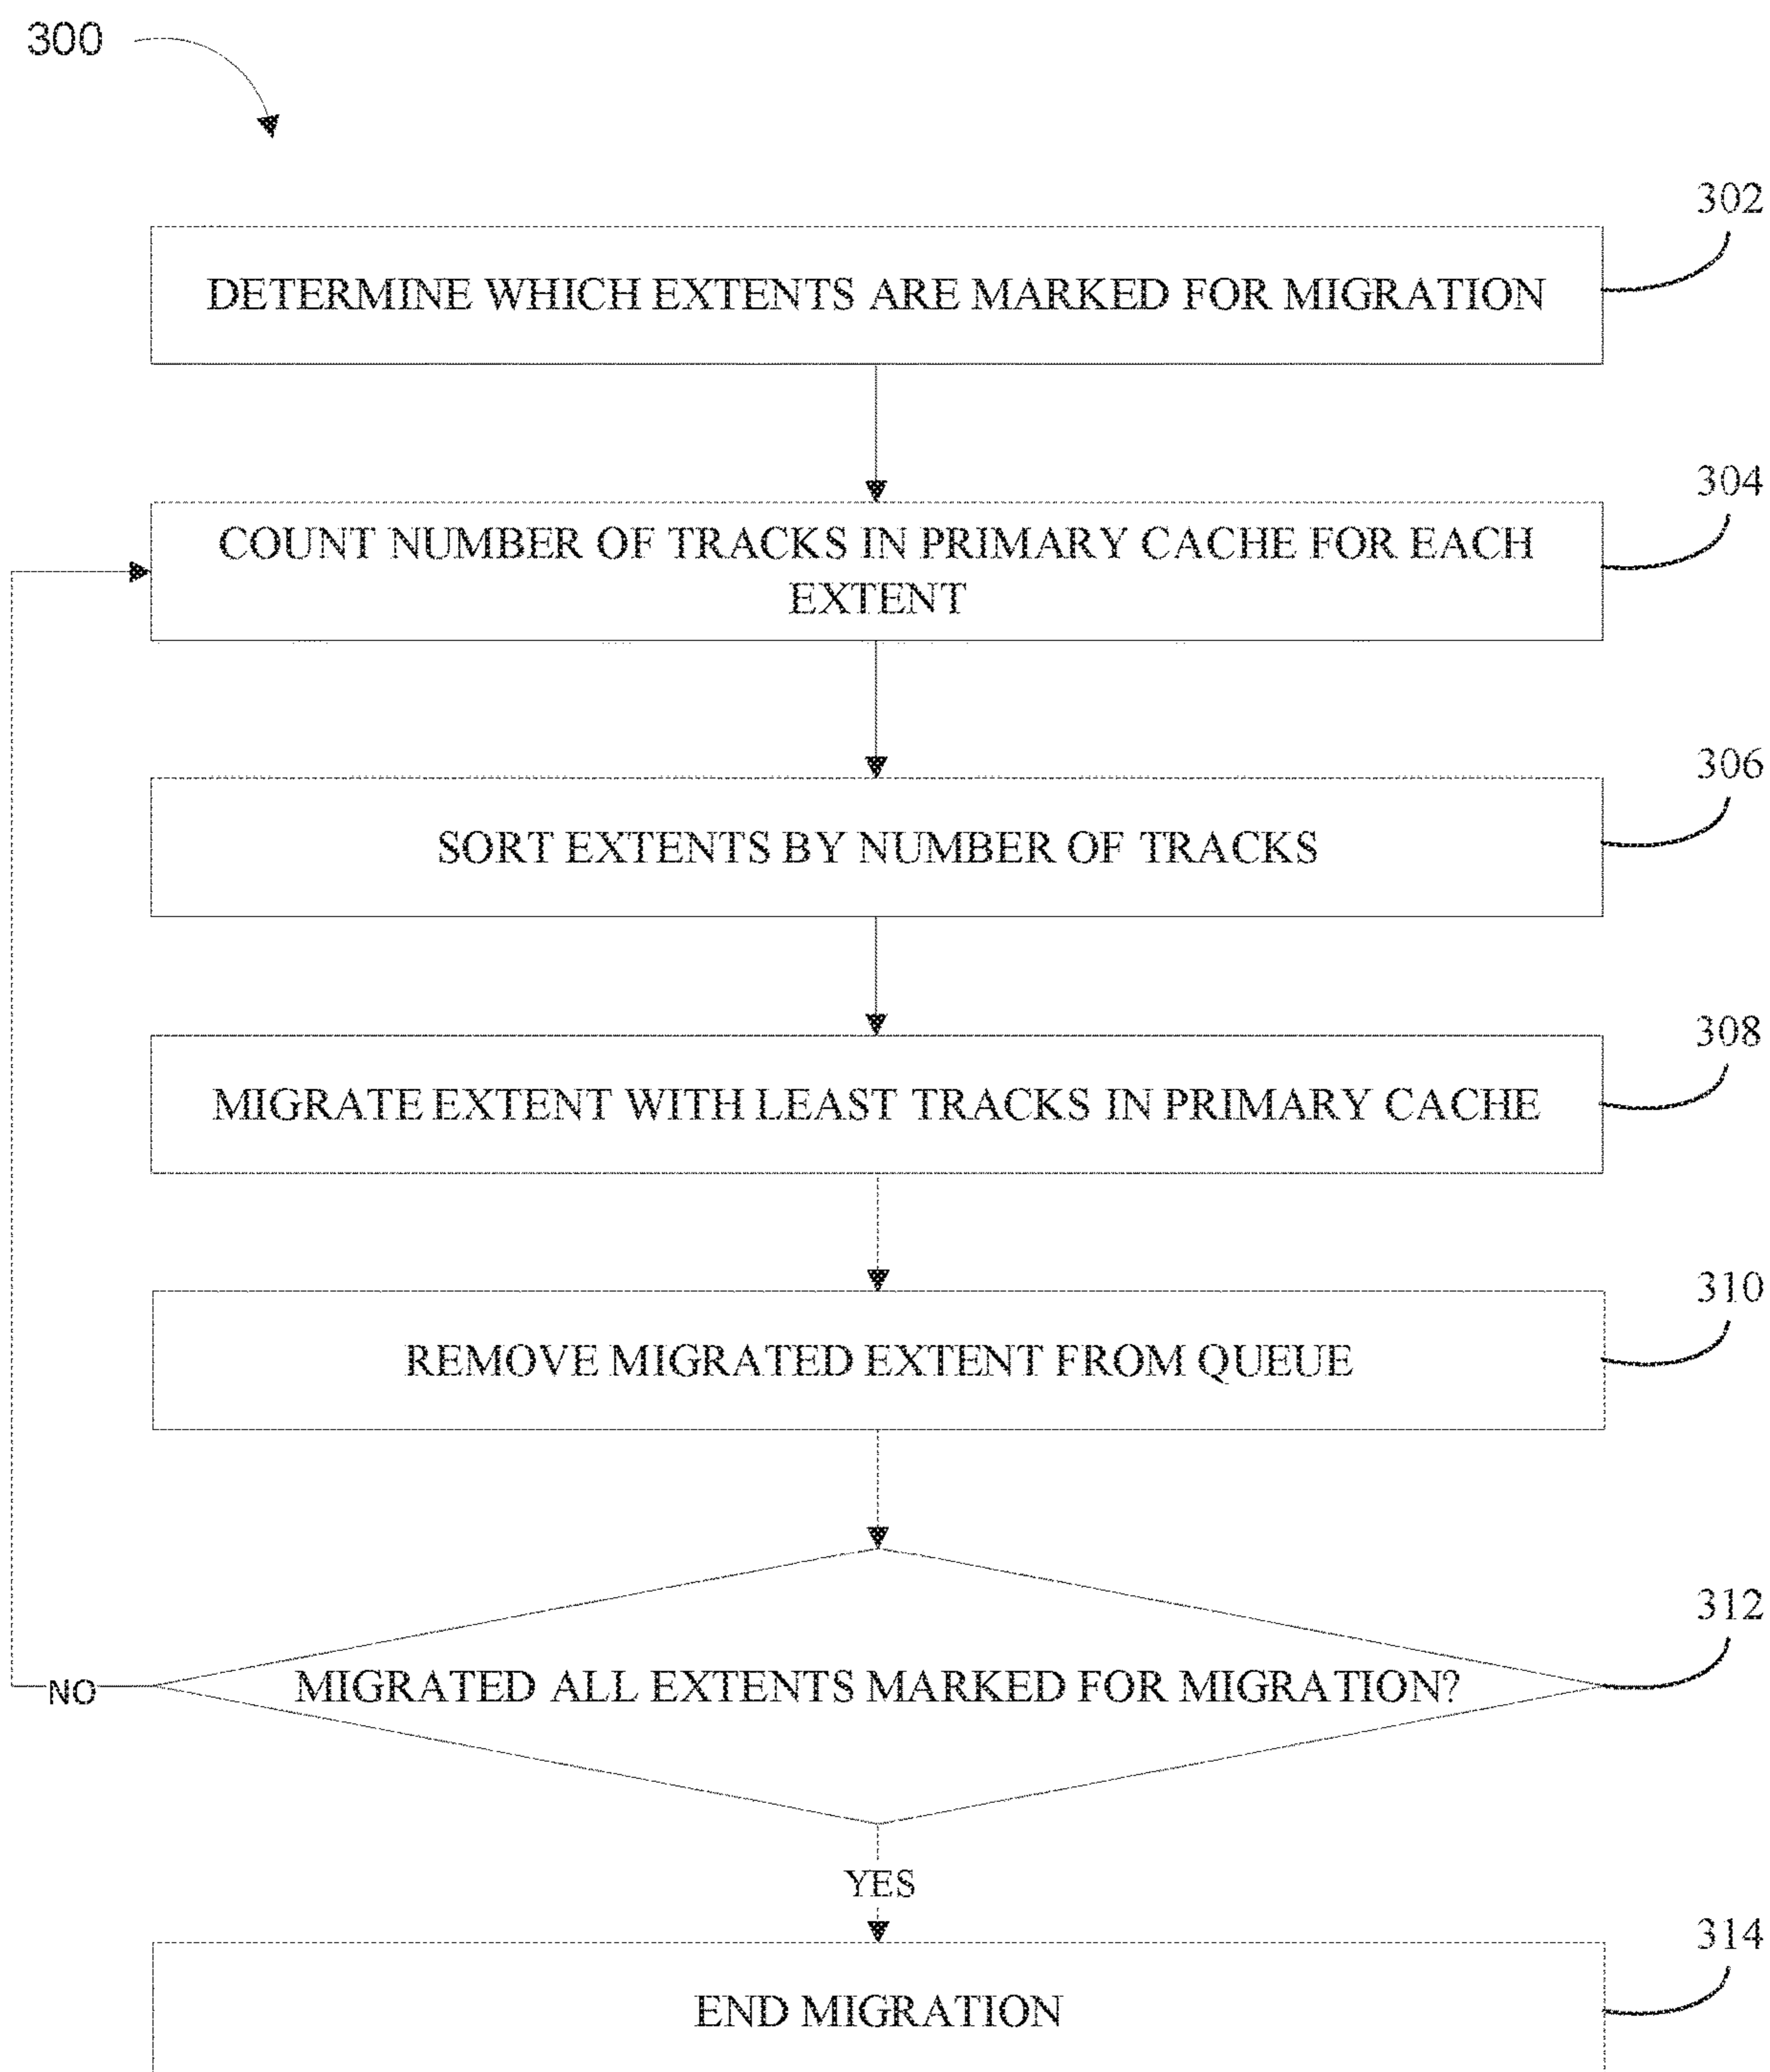 300
302
DETERMINE WHICH EXTENTS ARE MARKED FOR MIGRATION
304
COUNT NUMBER OF TRACKS IN PRIMARY CACHE FOR EACH
EXTENT
306
SORT EXTENTS BY NUMBER OF TRACKS
308
MIGRATE EXTENT WITH LEAST TRACKS IN PRIMARY CACHE
310
REMOVE MIGRATED EXTENT FROM QUEUE
312
MIGRATED ALL EXTENTS MARKED FOR MIGRATION?
NO
YES
314
END MIGRATION